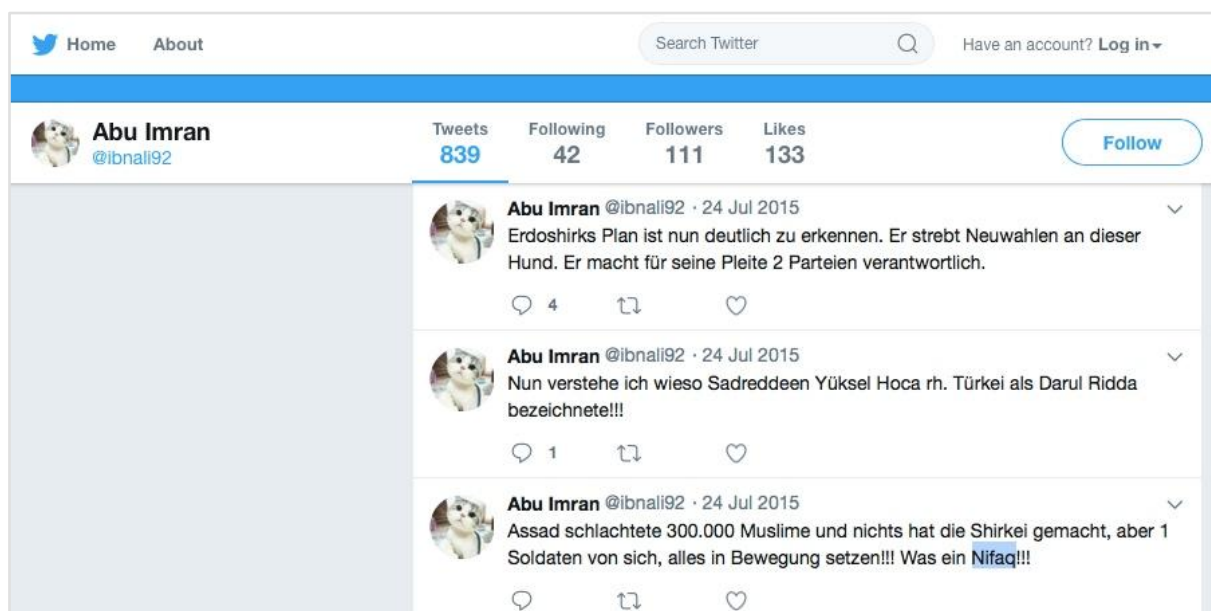 Home About Search Twitter Have an account? Log in
Abu Imran Tweets Following Followers Likes
@ibnali92 839 42 111 133 Follow
Abu Imran @ibnali92 · 24 Jul 2015
Erdoshirks Plan ist nun deutlich zu erkennen. Er strebt Neuwahlen an dieser
Hund. Er macht für seine Pleite 2 Parteien verantwortlich.
4
Abu Imran @ibnali92 · 24 Jul 2015
Nun verstehe ich wieso Sadreddeen Yüksel Hoca rh. Türkei als Darul Ridda
bezeichnete!!!
1
Abu Imran @ibnali92 · 24 Jul 2015
Assad schlachtete 300.000 Muslime und nichts hat die Shirkei gemacht, aber 1
Soldaten von sich, alles in Bewegung setzen!!! Was ein Nifaq!!!